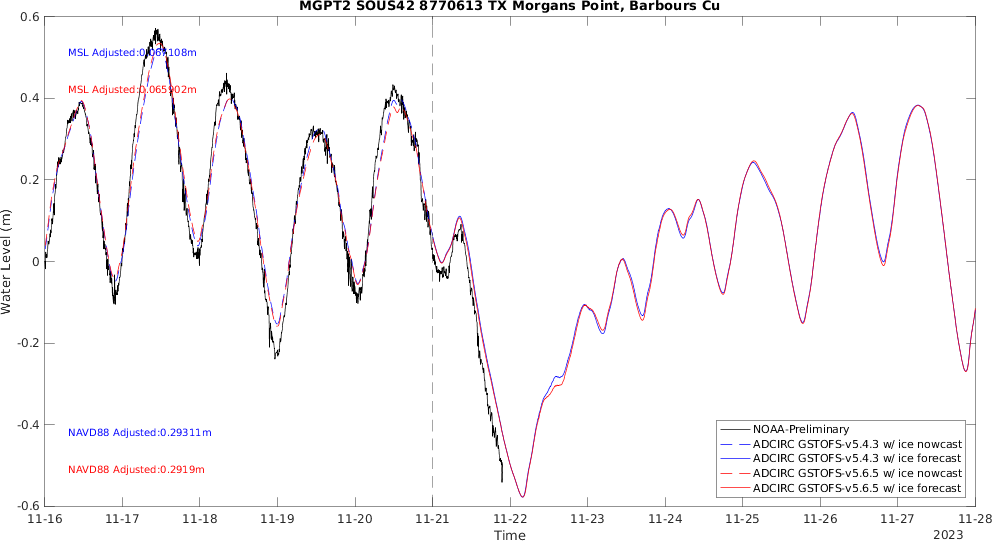 MGPT2 SOUS42 8770613 TX Morgans Point, Barbours Cu
0.6
0.4
0.2
0
-0.2
-0.4
-0.6
Water Level (m)
MSL Adjusted:0.069108m
MSL Adjusted:0.065902m
NAVD88 Adjusted:0.29311m
NAVD88 Adjusted:0.2919m
NOAA-Preliminary
ADCIRC GSTOFS-v5.4.3 w/ ice nowcast
ADCIRC GSTOFS-v5.4.3 w/ ice forecast
ADCIRC GSTOFS-v5.6.5 w/ ice nowcast
ADCIRC GSTOFS-v5.6.5 w/ ice forecast
11-16 11-17 11-18 11-19 11-20 11-21 11-22 11-23 11-24 11-25 11-26 11-27 11-28
Time
2023